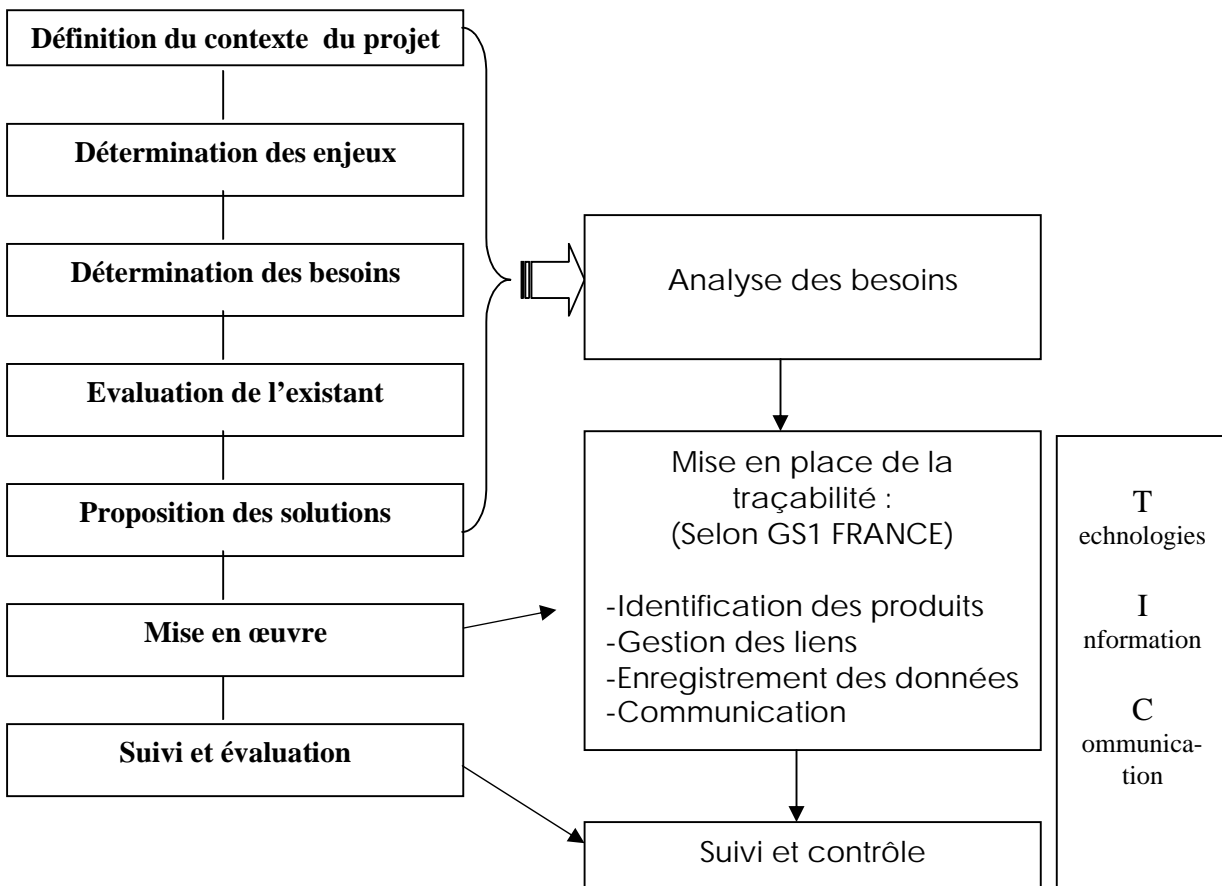 Définition du contexte du projet
Détermination des enjeux
Détermination des besoins
Evaluation de l'existant
Proposition des solutions
Mise en œuvre
Suivi et évaluation
Analyse des besoins
Mise en place de la
traçabilité :
(Selon GS1 FRANCE)
-Identification des produits
-Gestion des liens
-Enregistrement des données
-Communication
Suivi et contrôle
T
echnologies
I
nformation
C
ommunica-
tion